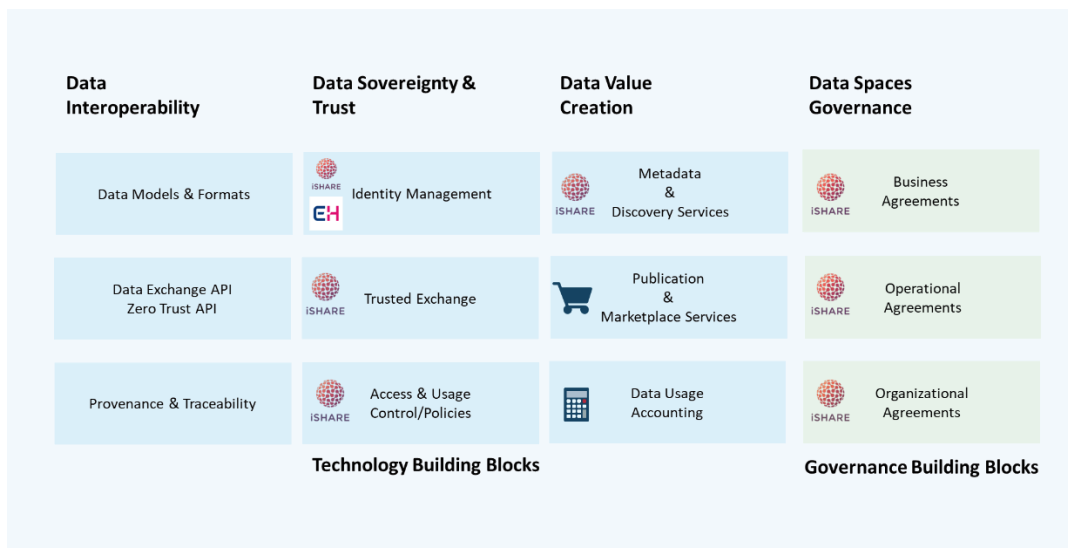 Data
Interoperability
Data Sovereignty &
Trust
Data Value
Creation
Data Spaces
Governance
Data Models & Formats
iSHARE
EH
Identity Management
iSHARE
Metadata
&
Discovery Services
iSHARE
Business
Agreements
Data Exchange API
Zero Trust API
iSHARE
Trusted Exchange
Publication
&
Marketplace Services
iSHARE
Operational
Agreements
Provenance & Traceability
iSHARE
Access & Usage
Control/Policies
Data Usage
Accounting
iSHARE
Organizational
Agreements
Technology Building Blocks
Governance Building Blocks